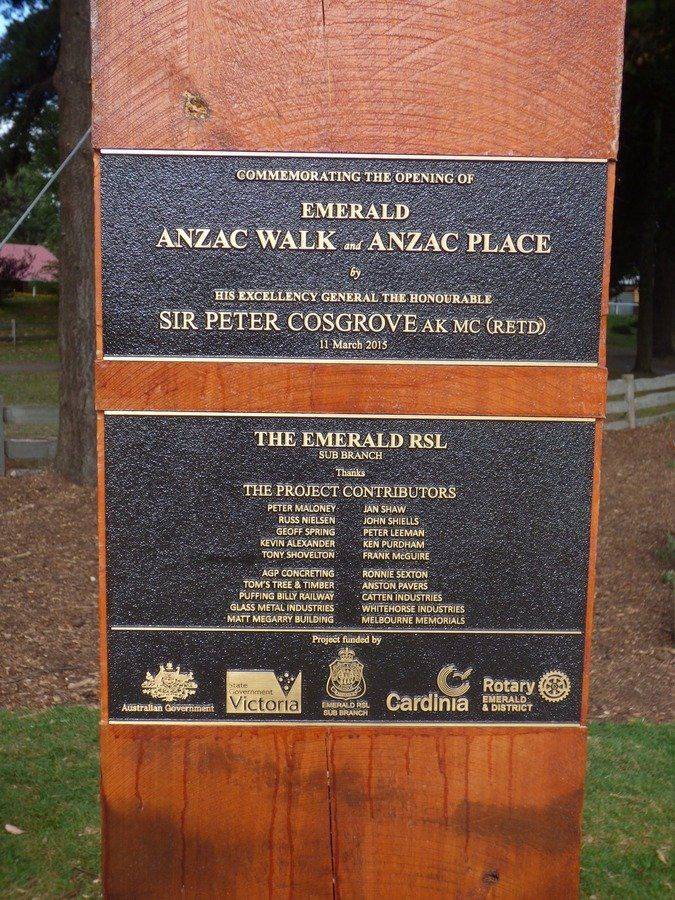 COMMEMORATING THE OPENING OF
EMERALD
ANZAC WALK and ANZAC PLACE
by
HIS EXCELLENCY GENERAL THE HONOURABLE
SIR PETER COSGROVE AK MC (RETD)
11 March 2015
THE EMERALD RSL
SUB BRANCH
Thanks
THE PROJECT CONTRIBUTORS
PETER MALONEY JAN SHAW
RUSS NIELSEN JOHN SHIELLS
GEOFF SPRING PETER LEEMAN
KEVIN ALEXANDER KEN PURDHAM
TONY SHOVELTON FRANK McGUIRE
AGP CONCRETING RONNIE SEXTON
TOM'S TREE & TIMBER ANSTON PAVERS
PUFFING BILLY RAILWAY CATTEN INDUSTRIES
GLASS METAL INDUSTRIES WHITEHORSE INDUSTRIES
MATT MEGARRY BUILDING MELBOURNE MEMORIALS
Project funded by
Australian Government
State Government
Victoria
EMERALD RSL
SUB BRANCH
Cardinia
Rotary
EMERALD
& DISTRICT